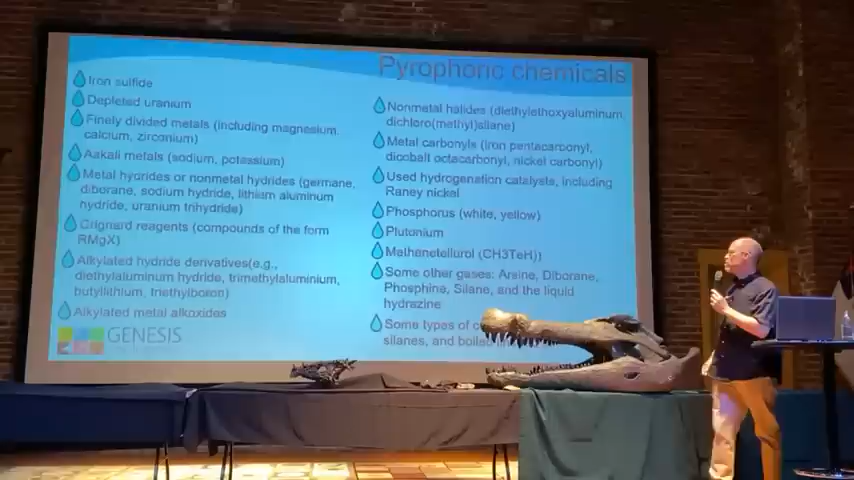 Pyrophoric chemicals
Iron sulfide
Depleted uranium
Finely divided metals (including magnesium,
calcium, zirconium)
Aakali metals (sodium, potassium)
Metal hydrides or nonmetal hydrides (germane,
diborane, sodium hydride, lithium aluminum
hydride, uranium trihydride)
Grignard reagents (compounds of the form
RMgX)
Alkylated hydride derivatives(e.g.,
diethylaluminum hydride, trimethylaluminium,
butyllithium, triethylboron)
Alkylated metal alkoxides
GENESIS
Nonmetal halides (diethylethoxyaluminum,
dichloro(methyl)silane)
Metal carbonyls (iron pentacarbonyl,
dicobalt octacarbonyl, nickel carbonyl)
Used hydrogenation catalysts, including
Raney nickel
Phosphorus (white, yellow)
Plutonium
Methanetellurol (CH3TeH))
Some other gases: Arsine, Diborane,
Phosphine, Silane, and the liquid
hydrazine
Some types of
silanes, and boiled